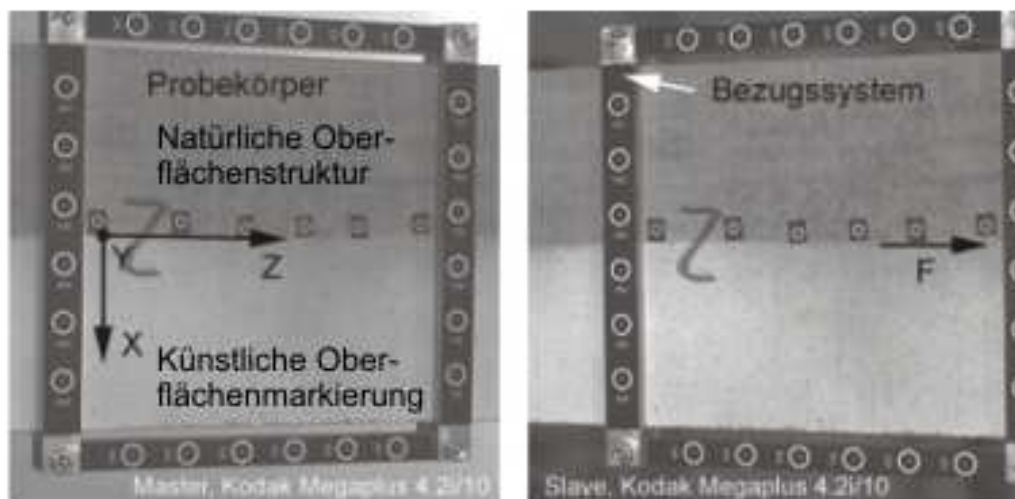 Probekörper
Natürliche Ober-
flächenstruktur
Z
Y
Z
X
Künstliche Ober-
flächenmarkierung
Master, Kodak Megaplus 4.2i/10
Bezugssystem
Z
F
Slave, Kodak Megaplus 4.2i/10